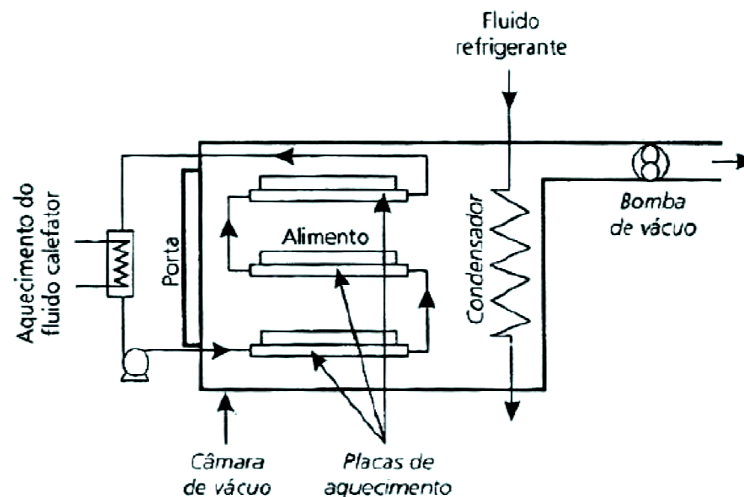 Fluido
refrigerante
Bomba
de vácuo
Condensador
Alimento
Porta
Aquecimento do
fluido calefator
Câmara
de vácuo
Placas de
aquecimento